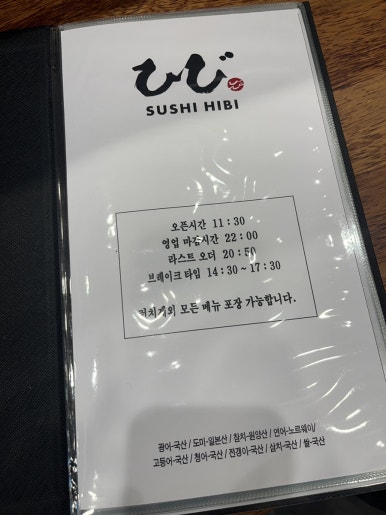 ひび
SUSHI HIBI
오픈시간 11 : 30
영업 마감시간 22 : 00
라스트 오더 20 : 50
브레이크 타임 14 : 30 ~ 17 : 30
모든 메뉴 포장 가능합니다.
광어-국산 / 도미-일본산 / 참치-원양산 / 연어-노르웨이/
고등어-국산 / 청어-국산 / 전갱이-국산 / 삼치-국산 / 쌀-국산